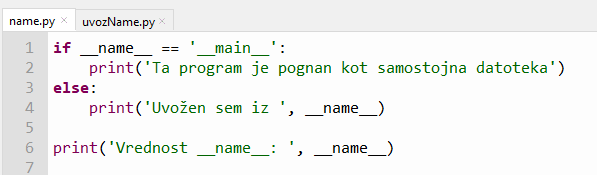 name.py × uvozName.py ×
1 if __name__ == '__main__':
2     print('Ta program je pognan kot samostojna datoteka')
3 else:
4     print('Uvožen sem iz ', __name__)
5
6 print('Vrednost __name__: ', __name__)
7